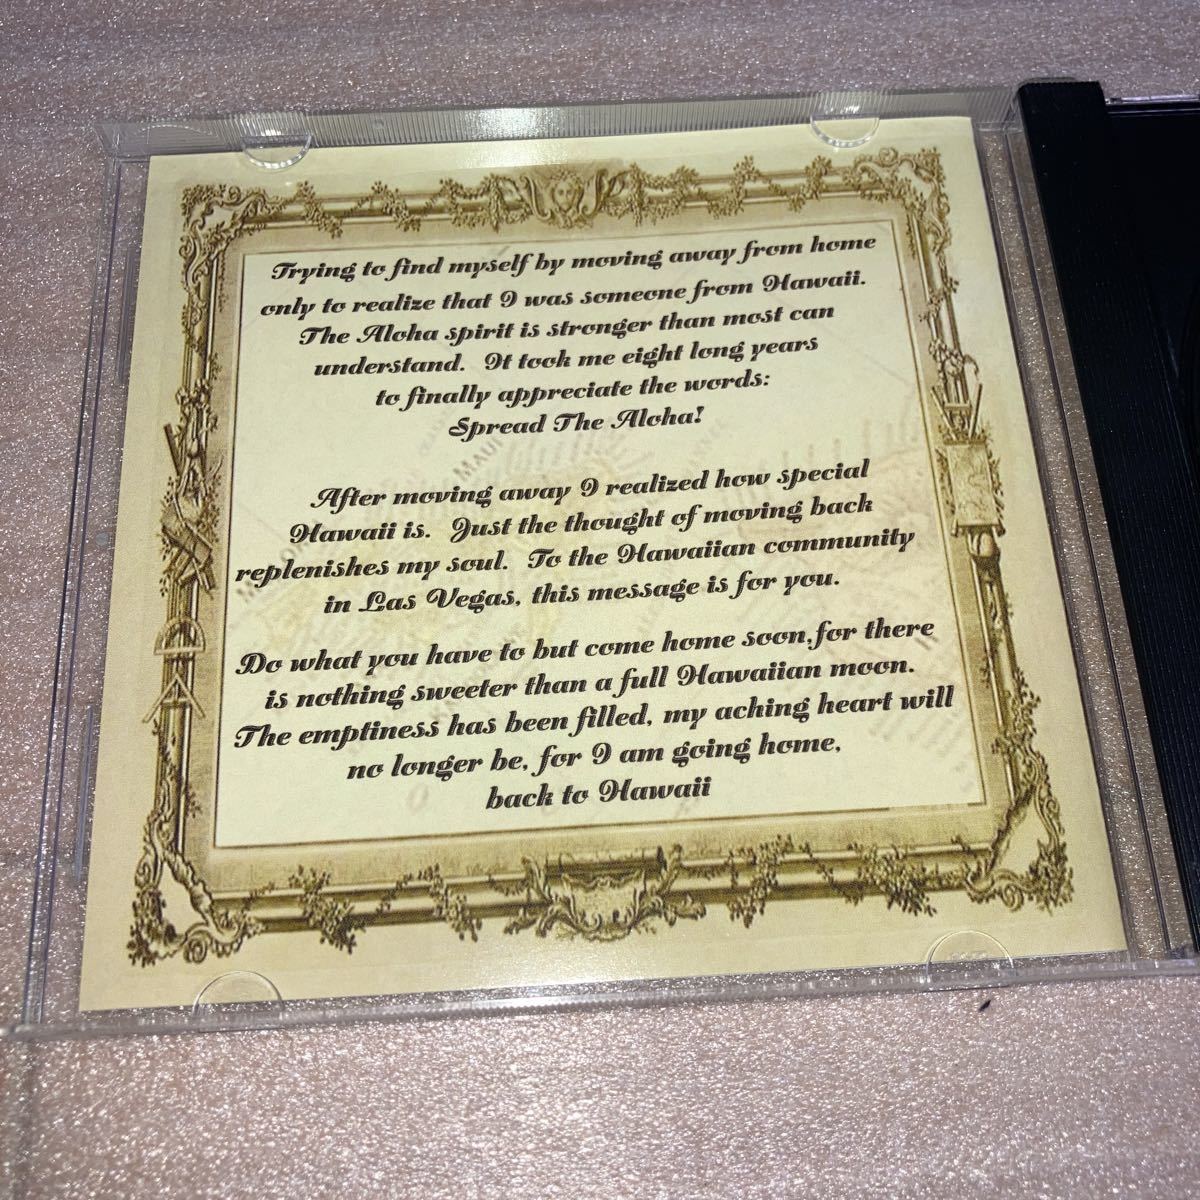 Trying to find myself by moving away from home
only to realize that I was someone from Hawaii.
The Aloha spirit is stronger than most can
understand. It took me eight long years
to finally appreciate the words:
Spread The Aloha!
MAUI
After moving away I realized how special
Hawaii is. Just the thought of moving back
replenishes my soul. To the Hawaiian community
in Las Vegas, this message is for you.
Do what you have to but come home soon,for there
is nothing sweeter than a full Hawaiian moon.
The emptiness has been filled, my aching heart will
no longer be, for I am going home,
back to Hawaii